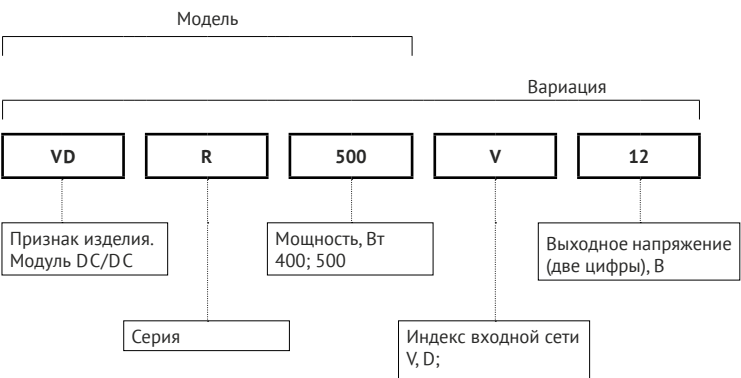 Модель
Вариация
VD R 500 V 12
Признак изделия.
Модуль DC/DC
Мощность, Вт
400; 500
Выходное напряжение
(две цифры), В
Серия
Индекс входной сети
V, D;